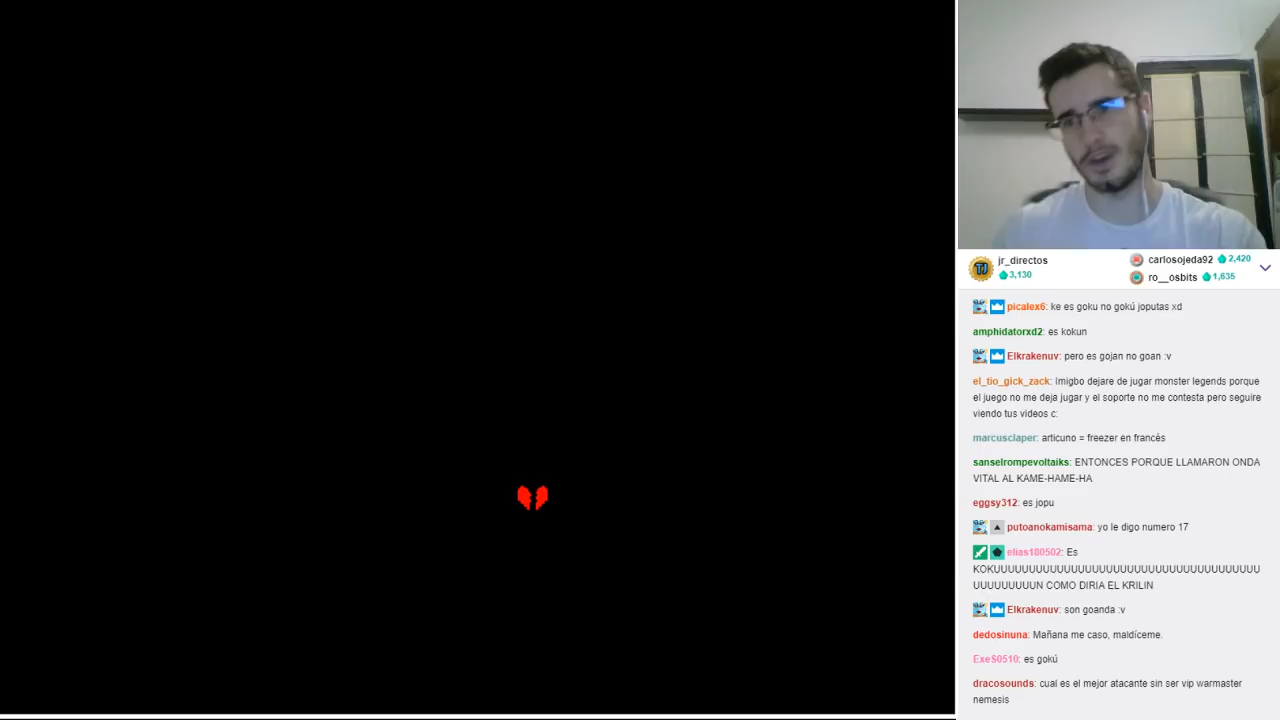 jr_directos
3,130
carlosojeda92 2,420
ro__osbits 1,635
picalex6: ke es goku no gokú joputas xd
amphidatorxd2: es kokun
Elkrakenuv: pero es gojan no goan :v
el_tio_gick_zack: Imigbo dejare de jugar monster legends porque
el juego no me deja jugar y el soporte no me contesta pero seguire
viendo tus videos c:
marcusclaper: articuno = freezer en francés
sanselrompevoltaiks: ENTONCES PORQUE LLAMARON ONDA
VITAL AL KAME-HAME-HA
eggsy312: es jopu
putoanokamisama: yo le digo numero 17
elias180502: Es
KOKUUUUUUUUUUUUUUUUUUUUUUUUUUUUUUUUUUUU
UUUUUUUUUN COMO DIRIA EL KRILIN
Elkrakenuv: son goanda :v
dedosinuna: Mañana me caso, maldíceme.
ExeS0510: es gokú
dracosounds: cual es el mejor atacante sin ser vip warmaster
nemesis